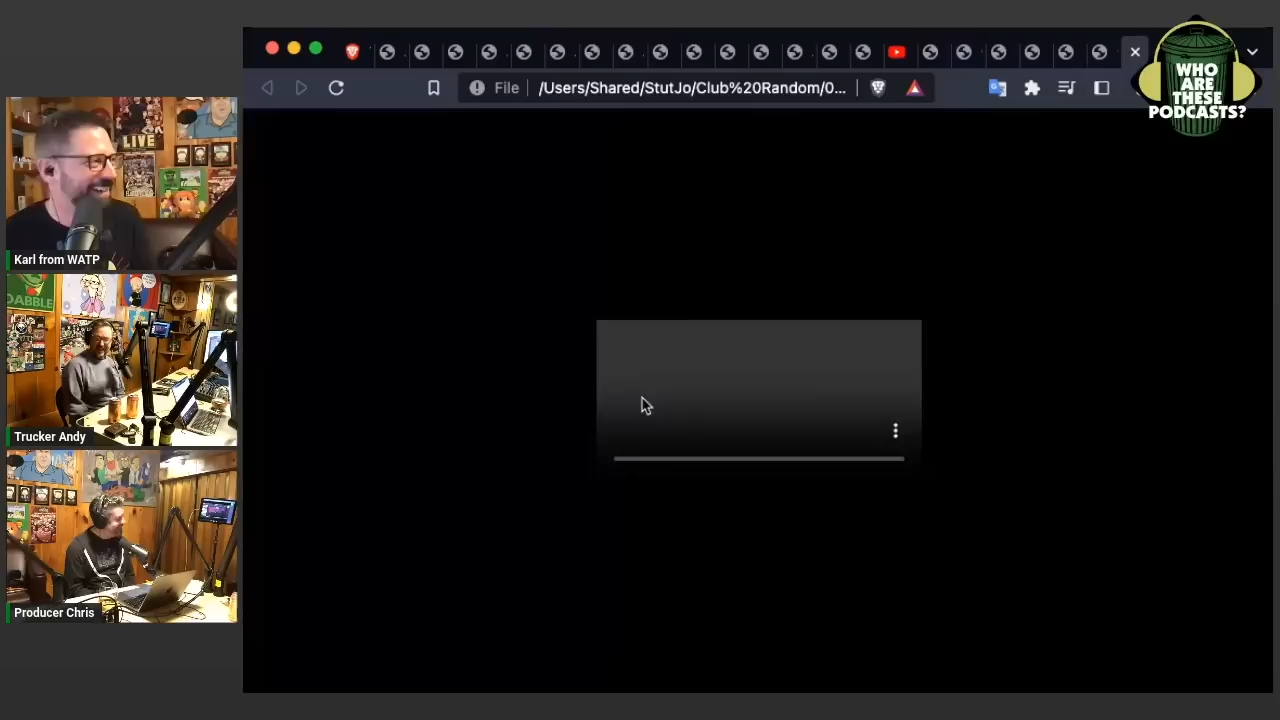 File
/Users/Shared/StutJo/Club%20Random/0...
WHO
ARE
THESE
PODCASTS?
LIVE
Karl from WATP
DABBLE
Trucker Andy
Producer Chris